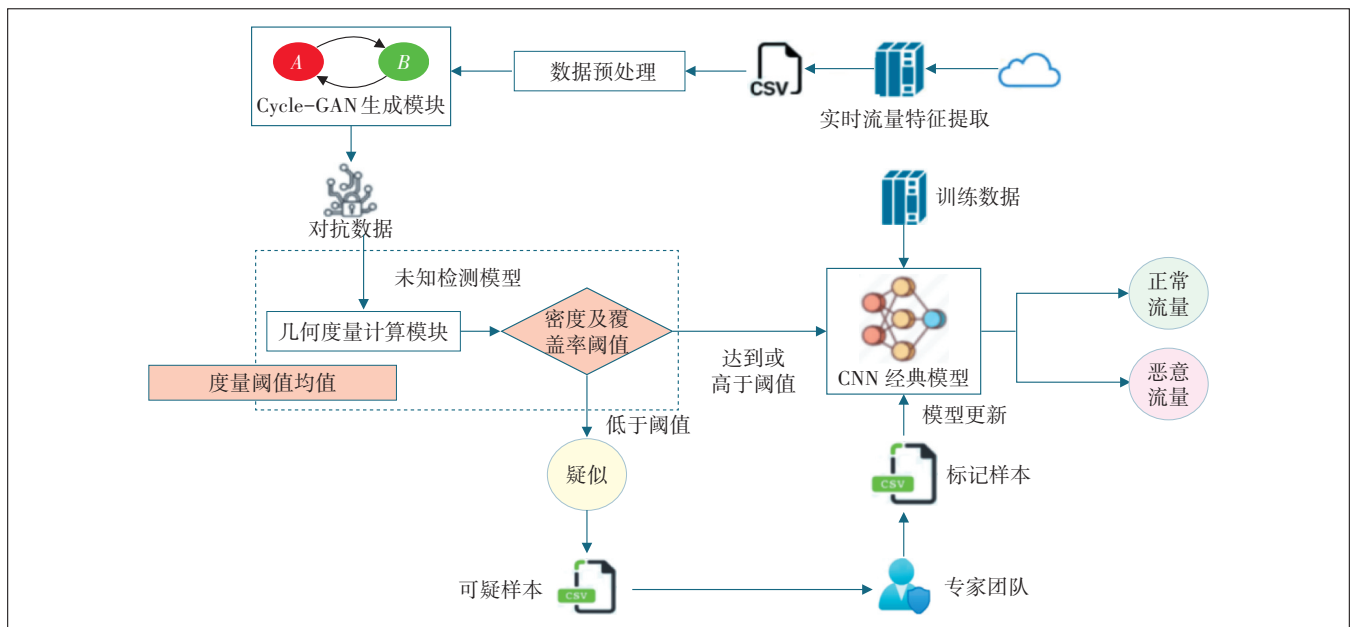 A
B
Cycle-GAN 生成模块
数据预处理
CSV
实时流量特征提取
对抗数据
训练数据
未知检测模型
几何度量计算模块
密度及覆
盖率阈值
度量阈值均值
达到或
高于阈值
CNN 经典模型
正常
流量
恶意
流量
低于阈值
模型更新
疑似
CSV
标记样本
可疑样本
CSV
专家团队